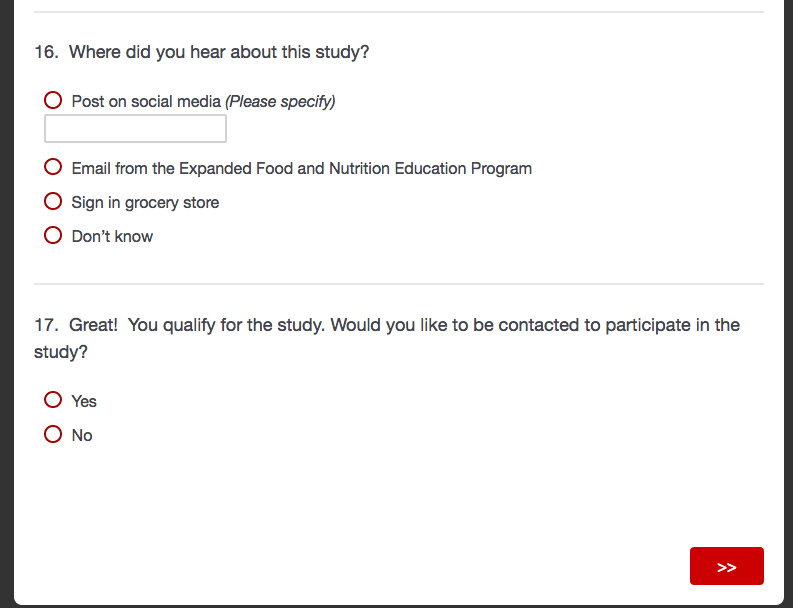 16.  Where did you hear about this study?
Post on social media (Please specify)
Email from the Expanded Food and Nutrition Education Program
Sign in grocery store
Don’t know
17.  Great!  You qualify for the study. Would you like to be contacted to participate in the
study?
Yes
No
>>